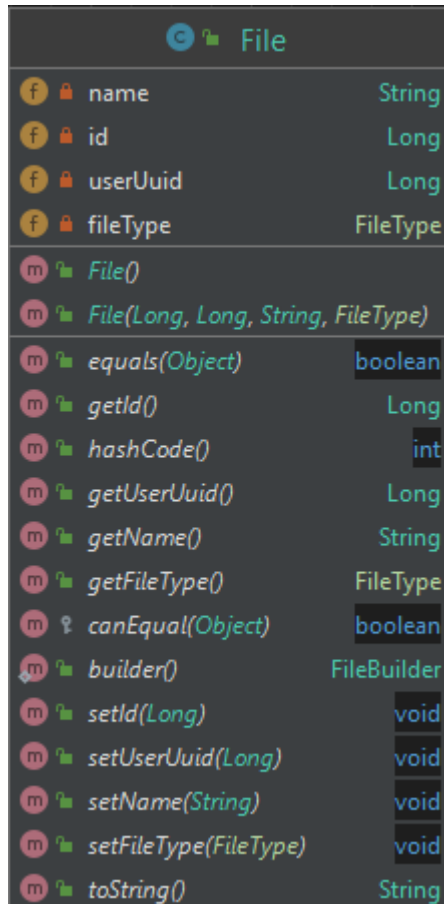 File
name String
id Long
userUuid Long
fileType FileType
File()
File(Long, Long, String, FileType)
equals(Object) boolean
getId() Long
hashCode() int
getUserUuid() Long
getName() String
getFileType() FileType
canEqual(Object) boolean
builder() FileBuilder
setId(Long) void
setUserUuid(Long) void
setName(String) void
setFileType(FileType) void
toString() String